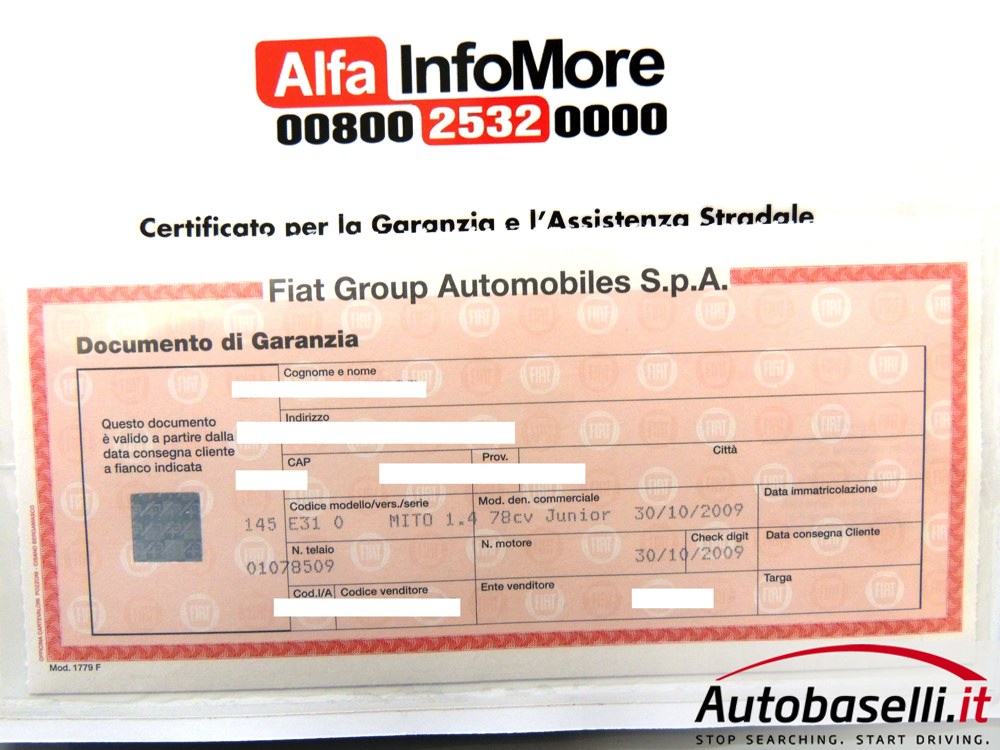 Alfa InfoMore
00800 2532 0000
Certificato per la Garanzia e l'Assistenza Stradale
Fiat Group Automobiles S.p.A.
Documento di Garanzia
Questo documento
è valido a partire dalla
data consegna cliente
a fianco indicata
Cognome e nome
Indirizzo
CAP
Prov.
Città
Codice modello/vers./serie
Mod. den. commerciale
Data immatricolazione
145 E31 0 MITO 1.4 78cv Junior 30/10/2009
N. telaio
N. motore
Check digit
Data consegna Cliente
01078509
30/10/2009
Cod.I/A
Codice venditore
Ente venditore
Targa
Mod. 1779 F
Autobaselli.it
STOP SEARCHING. START DRIVING.